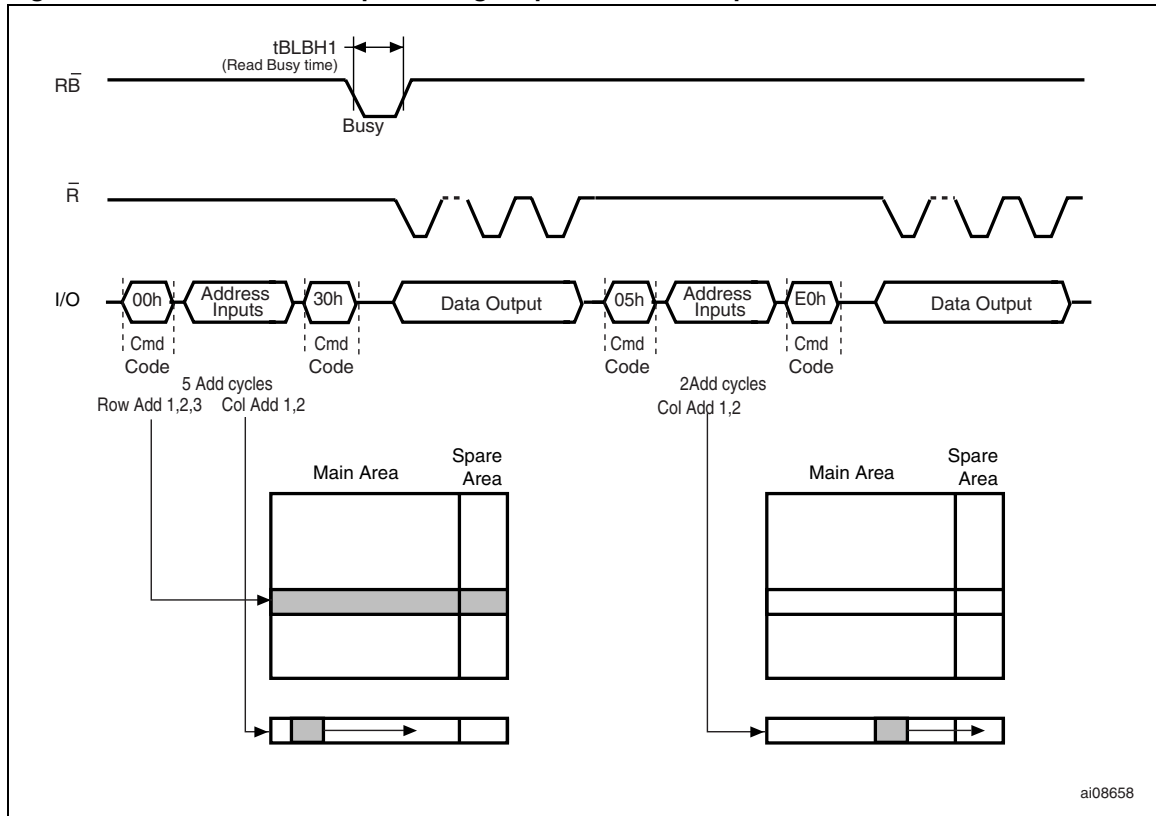 tBLBH1
(Read Busy time)
RB̅
Busy
R̅
I/O
00h
Address
Inputs
30h
Data Output
05h
Address
Inputs
E0h
Data Output
Cmd
Code
Cmd
Code
Cmd
Code
Cmd
Code
5 Add cycles
Row Add 1,2,3
Col Add 1,2
2Add cycles
Col Add 1,2
Main Area
Spare
Area
Main Area
Spare
Area
ai08658